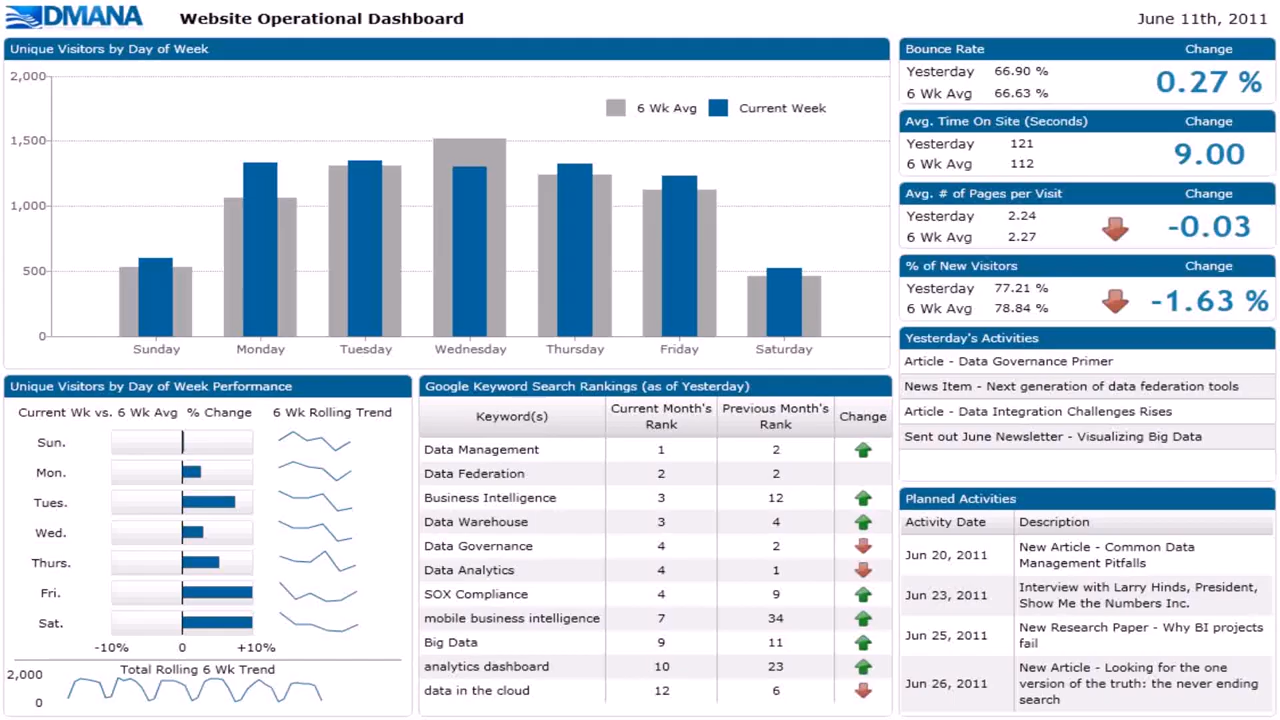 DMANA
Website Operational Dashboard
June 11th, 2011
Unique Visitors by Day of Week
2,000
1,500
1,000
500
0
6 Wk Avg Current Week
Sunday Monday Tuesday Wednesday Thursday Friday Saturday
Bounce Rate Change
Yesterday 66.90 %
6 Wk Avg 66.63 %
0.27 %
Avg. Time On Site (Seconds) Change
Yesterday 121
6 Wk Avg 112
9.00
Avg. # of Pages per Visit Change
Yesterday 2.24
6 Wk Avg 2.27
-0.03
% of New Visitors Change
Yesterday 77.21 %
6 Wk Avg 78.84 %
-1.63 %
Yesterday's Activities
Article - Data Governance Primer
News Item - Next generation of data federation tools
Article - Data Integration Challenges Rises
Sent out June Newsletter - Visualizing Big Data
Unique Visitors by Day of Week Performance
Current Wk vs. 6 Wk Avg % Change 6 Wk Rolling Trend
Sun.
Mon.
Tues.
Wed.
Thurs.
Fri.
Sat.
-10% 0 +10%
Total Rolling 6 Wk Trend
2,000
0
Google Keyword Search Rankings (as of Yesterday)
Keyword(s) Current Month's Rank Previous Month's Rank Change
Data Management 1 2
Data Federation 2 2
Business Intelligence 3 12
Data Warehouse 3 4
Data Governance 4 2
Data Analytics 4 1
SOX Compliance 4 9
mobile business intelligence 7 34
Big Data 9 11
analytics dashboard 10 23
data in the cloud 12 6
Planned Activities
Activity Date Description
Jun 20, 2011 New Article - Common Data
Management Pitfalls
Jun 23, 2011 Interview with Larry Hinds, President,
Show Me the Numbers Inc.
Jun 25, 2011 New Research Paper - Why BI projects
fail
Jun 26, 2011 New Article - Looking for the one
version of the truth: the never ending
search